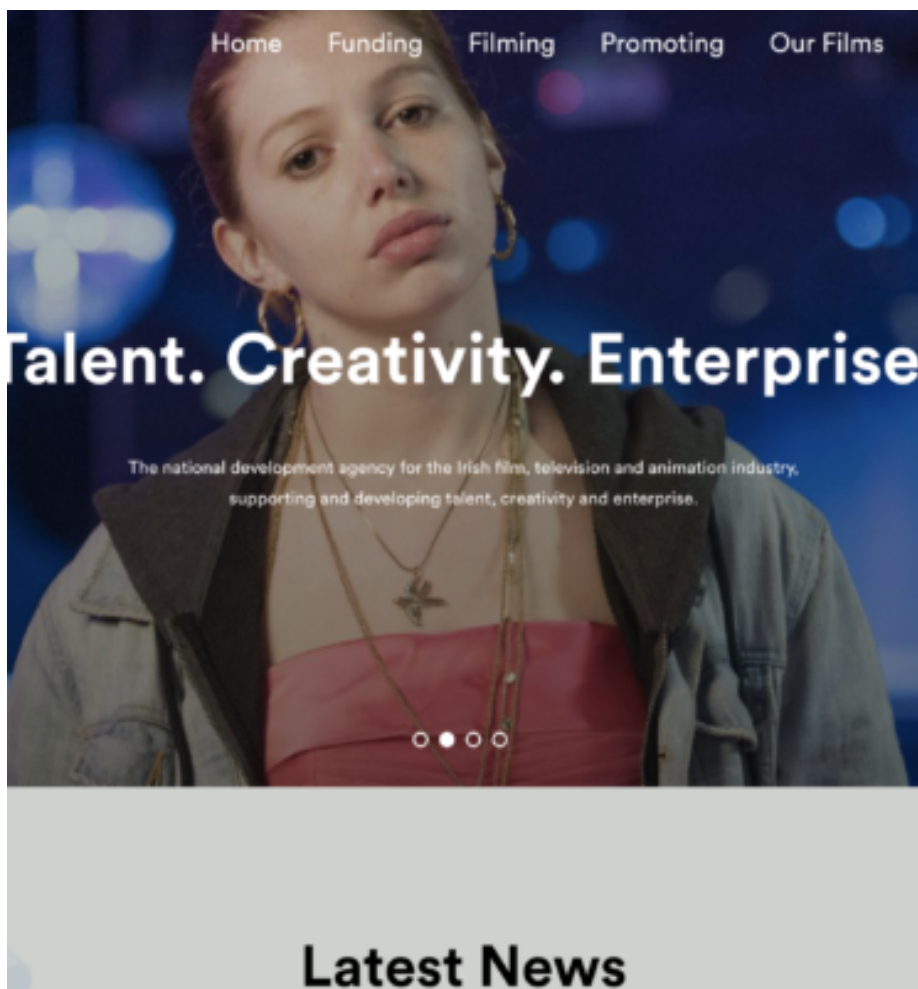 Home Funding Filming Promoting Our Films
Talent. Creativity. Enterprise
The national development agency for the Irish film, television and animation industry,
supporting and developing talent, creativity and enterprise.
Latest News